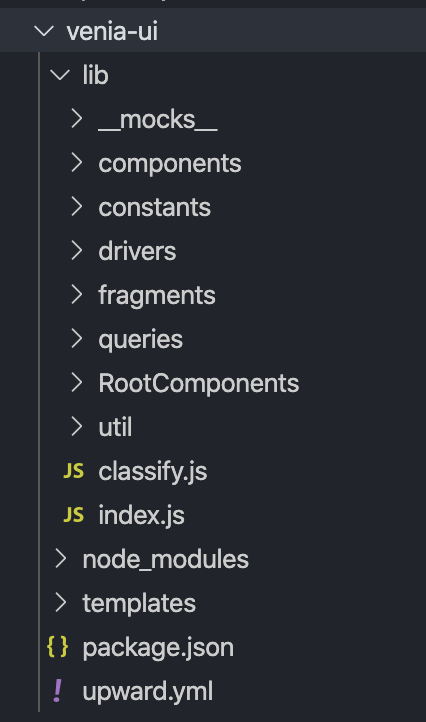 venia-ui
lib
__mocks__
components
constants
drivers
fragments
queries
RootComponents
util
JS classify.js
JS index.js
node_modules
templates
{} package.json
! upward.yml